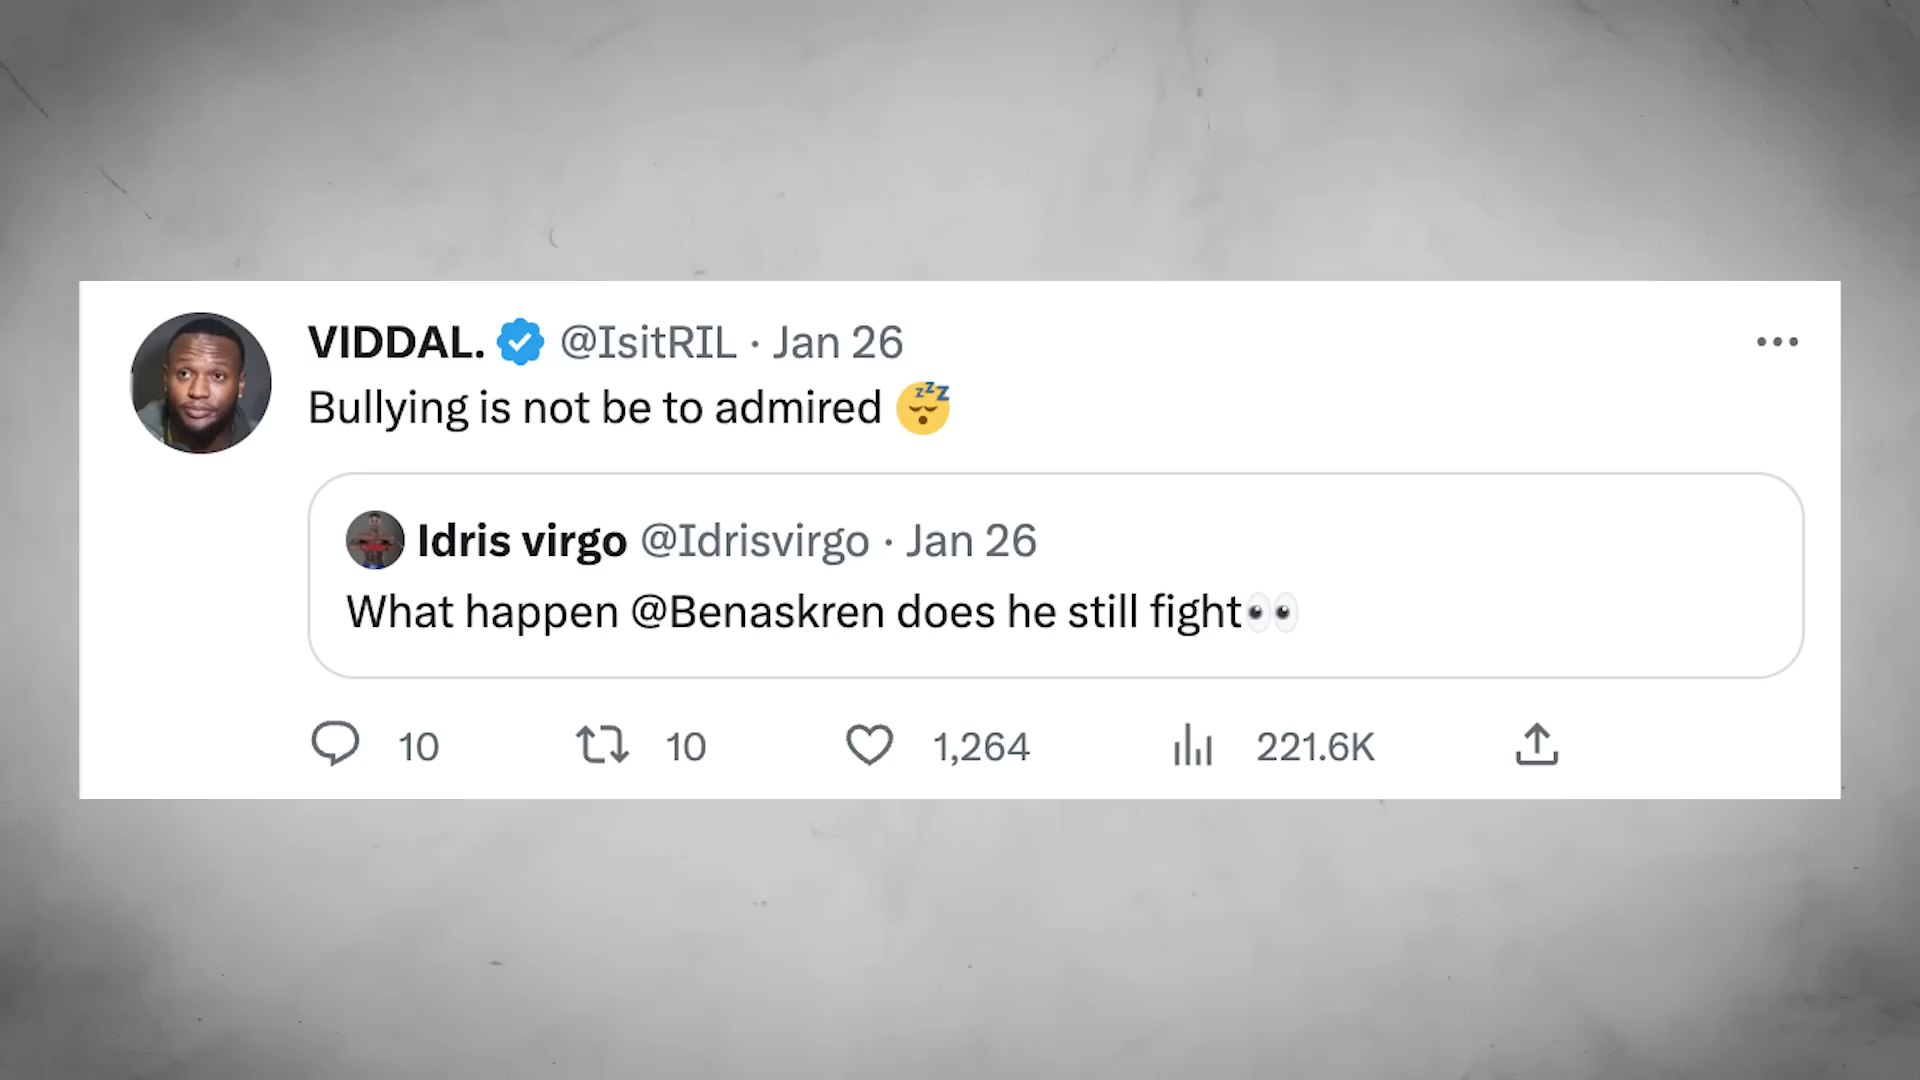 VIDDAL. @IsitRIL · Jan 26
Bullying is not be to admired 😴
Idris virgo @Idrisvirgo · Jan 26
What happen @Benaskren does he still fight👀
10 10 1,264 221.6K